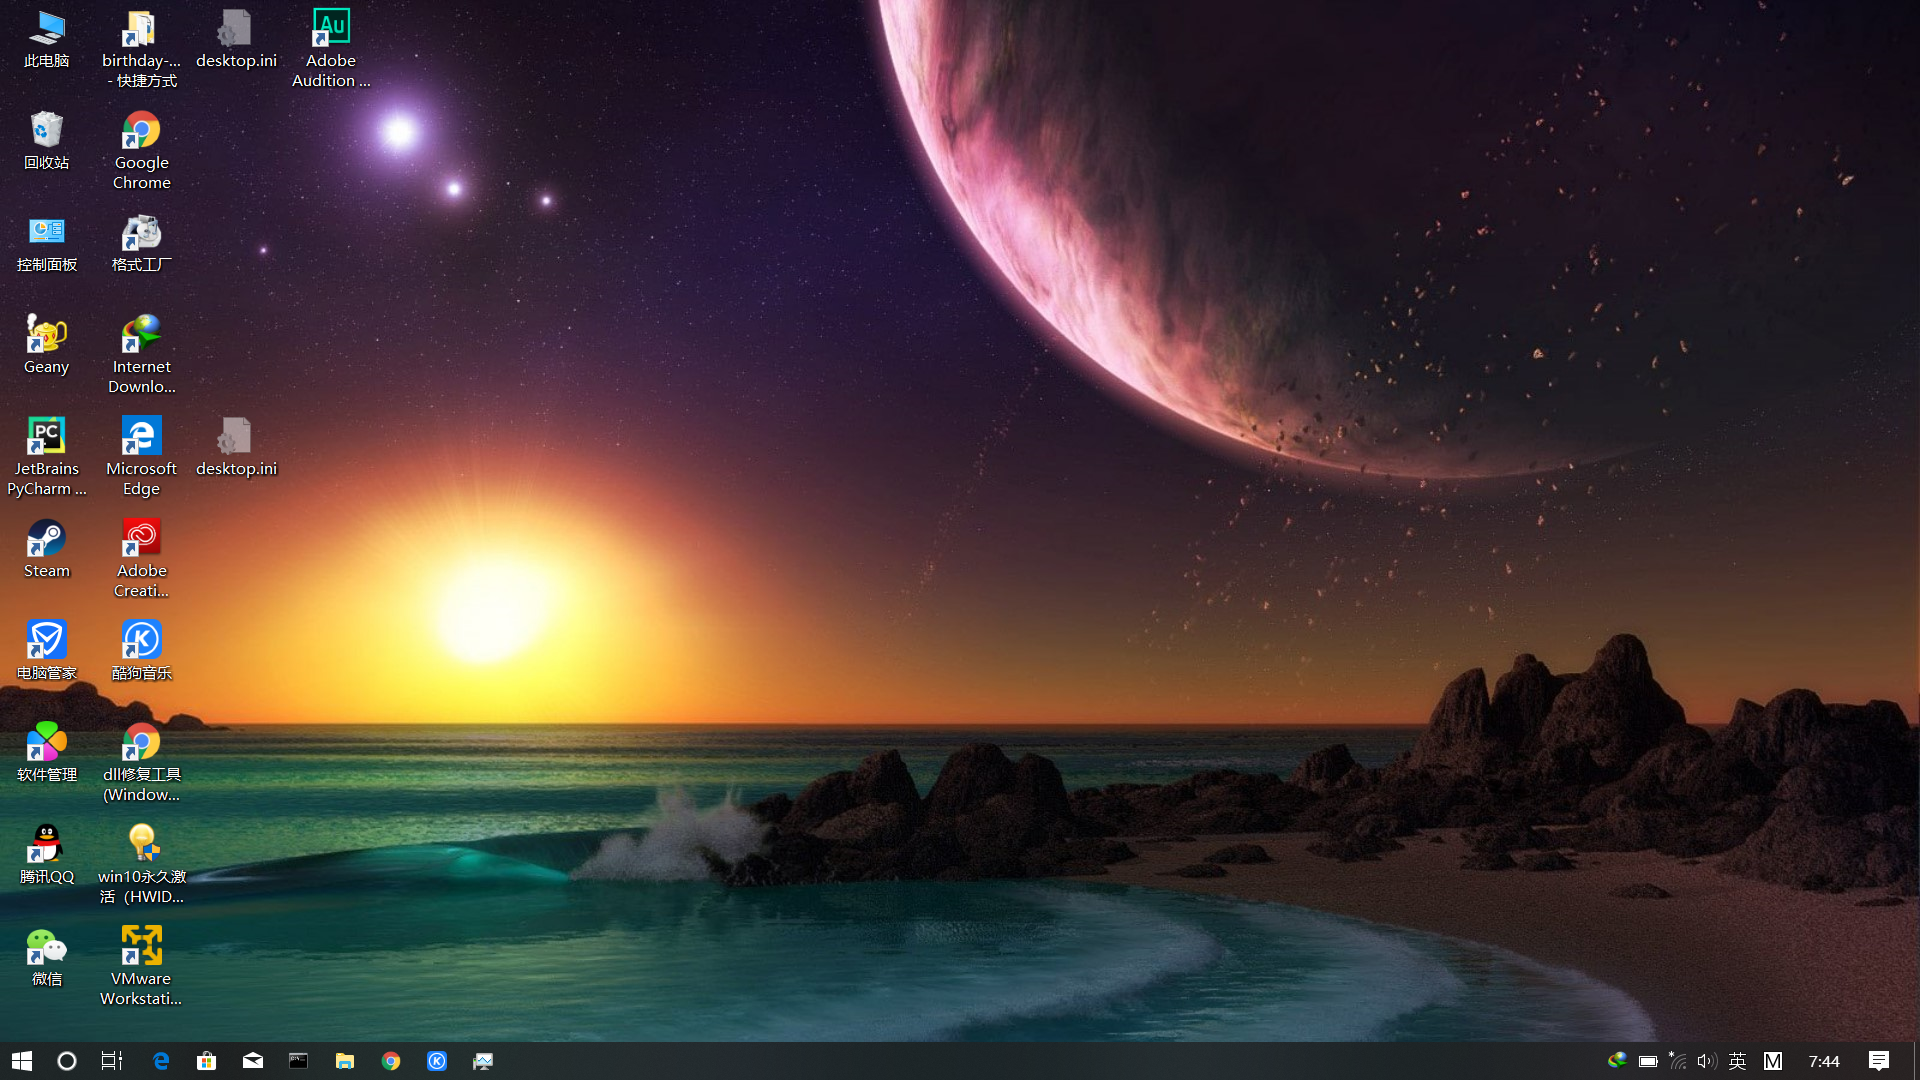 此电脑
回收站
控制面板
Geany
JetBrains
PyCharm ...
Steam
电脑管家
软件管理
腾讯QQ
微信
birthday-...
- 快捷方式
Google
Chrome
格式工厂
Internet
Downlo...
Microsoft
Edge
Adobe
Creati...
酷狗音乐
dll修复工具
(Window...
win10永久激
活（HWID...
VMware
Workstati...
desktop.ini
desktop.ini
Au
Adobe
Audition ...
PC
K
K
英
M
7:44